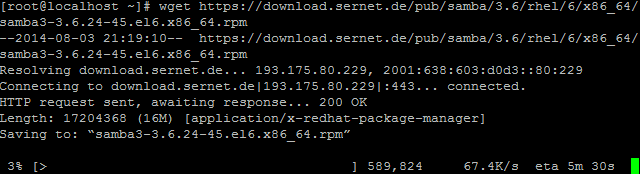 [root@localhost ~]# wget https://download.sernet.de/pub/samba/3.6/rhel/6/x86_64/
samba3-3.6.24-45.el6.x86_64.rpm
--2014-08-03 21:19:10--  https://download.sernet.de/pub/samba/3.6/rhel/6/x86_64/
samba3-3.6.24-45.el6.x86_64.rpm
Resolving download.sernet.de... 193.175.80.229, 2001:638:603:d0d3::80:229
Connecting to download.sernet.de|193.175.80.229|:443... connected.
HTTP request sent, awaiting response... 200 OK
Length: 17204368 (16M) [application/x-redhat-package-manager]
Saving to: “samba3-3.6.24-45.el6.x86_64.rpm”
3% [> ] 589,824 67.4K/s eta 5m 30s